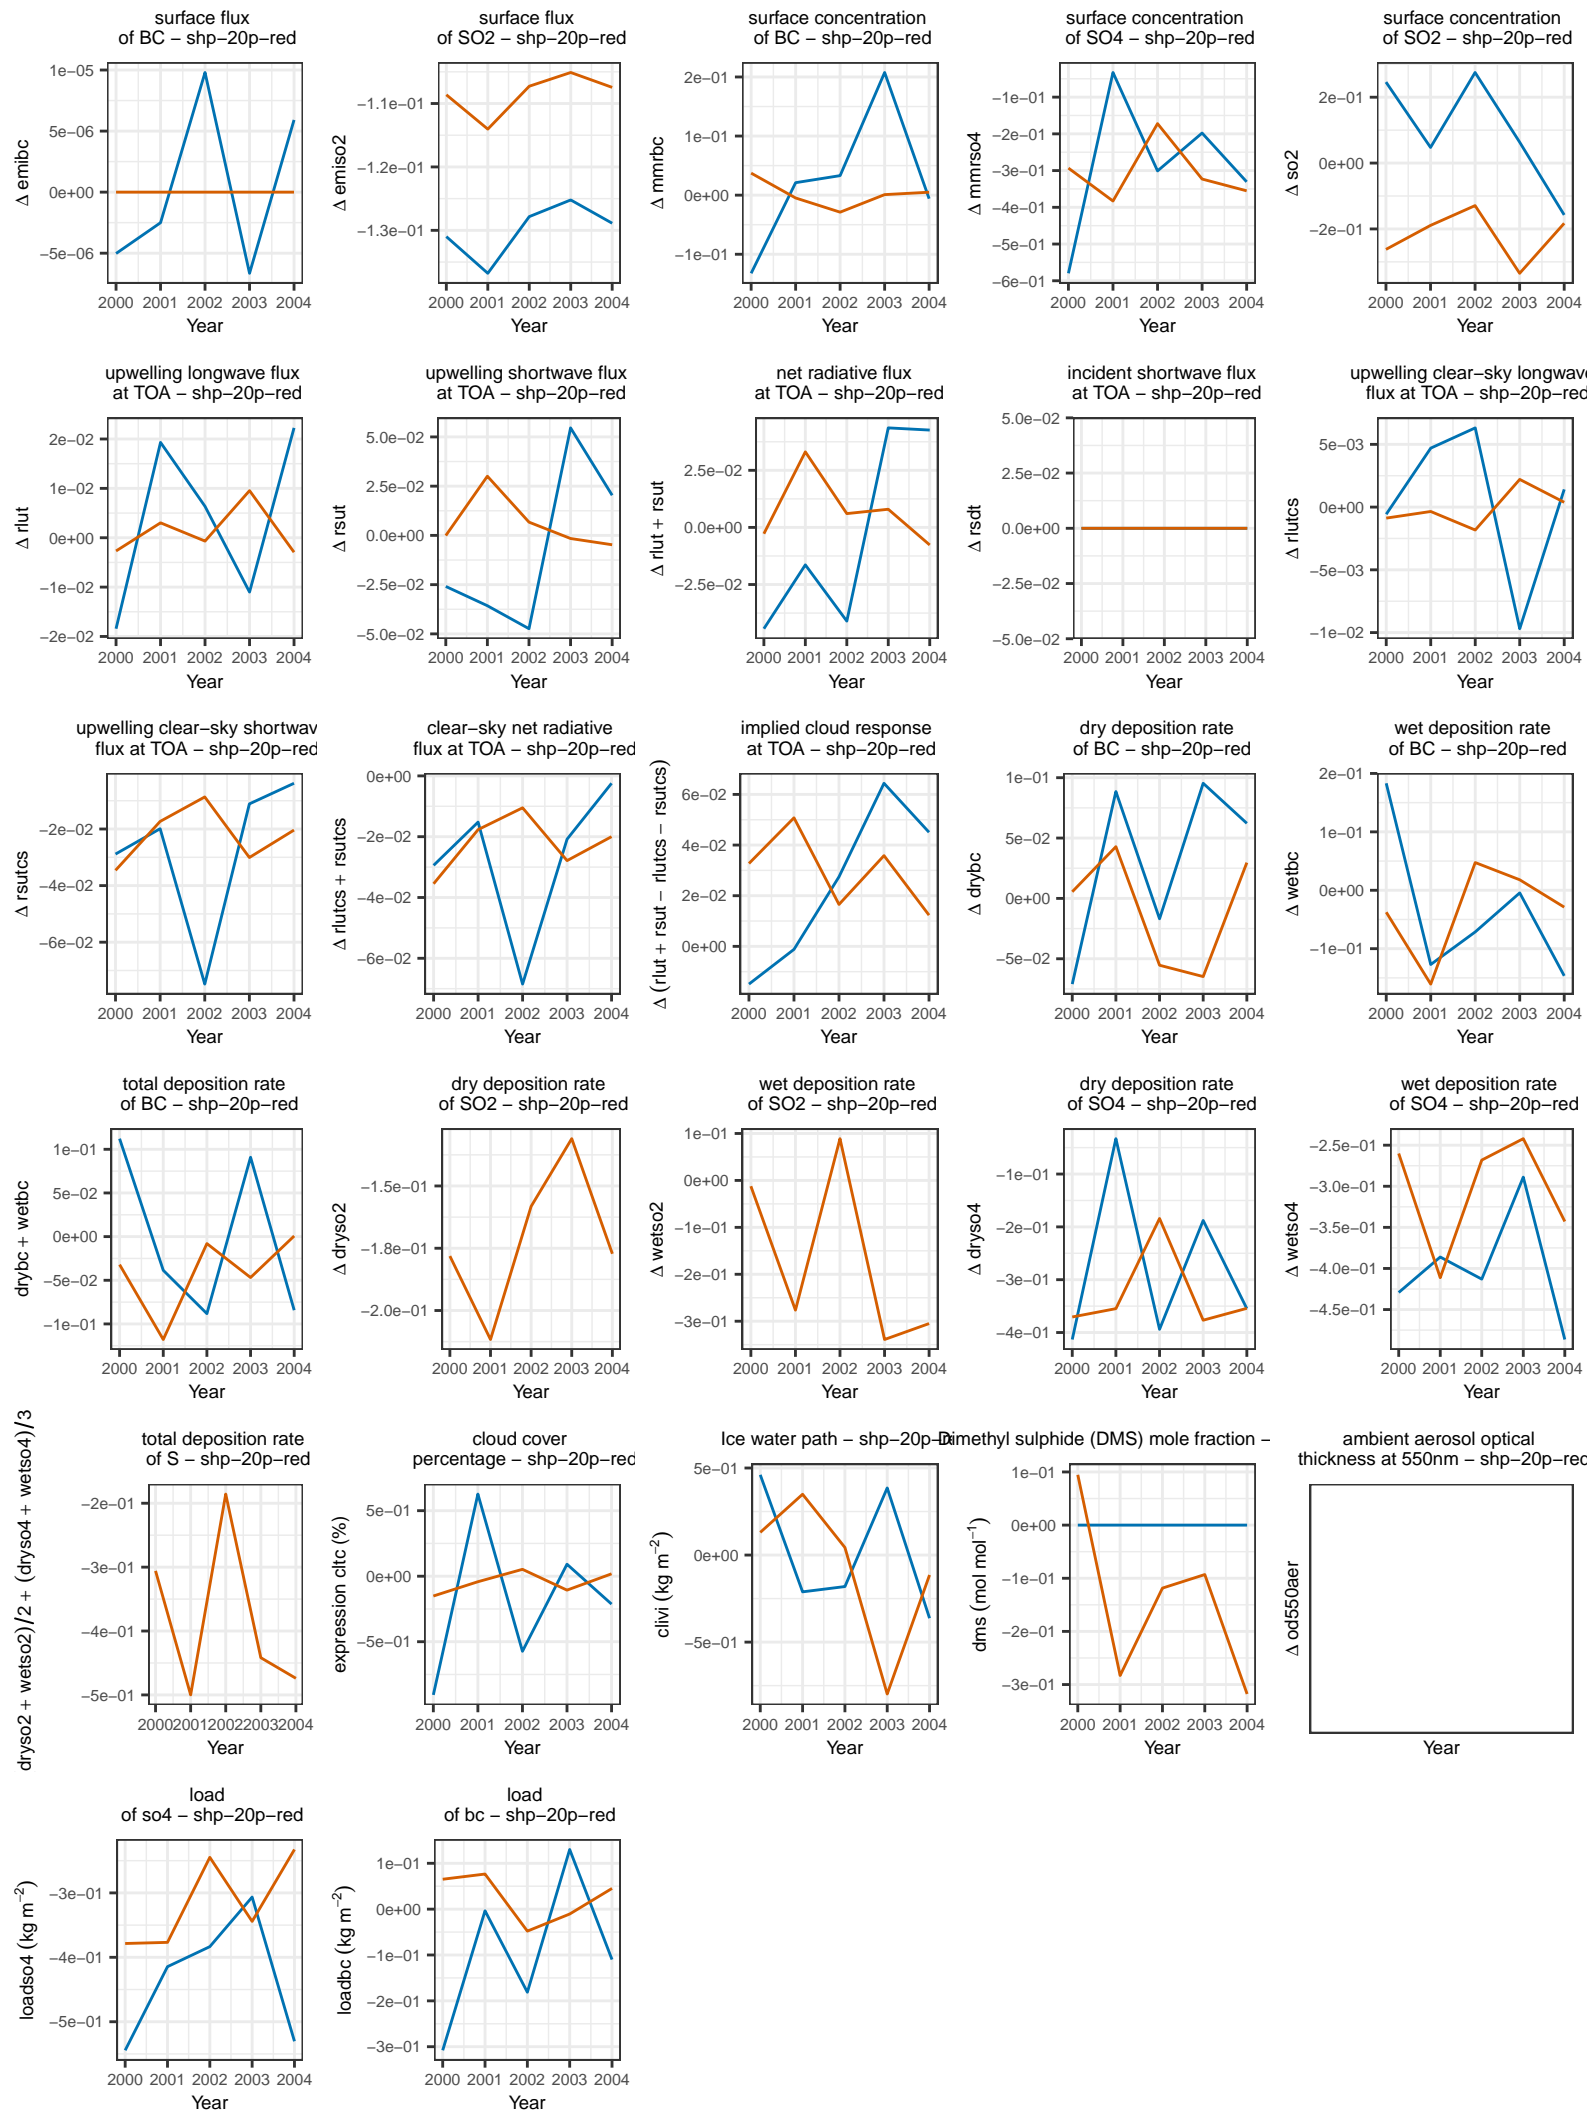 surface flux
of BC − shp−20p−red
Δ emibc
1e−05
5e−06
0e+00
−5e−06
2000 2001 2002 2003 2004
Year
surface flux
of SO2 − shp−20p−red
Δ emiso2
−1.1e−01
−1.2e−01
−1.3e−01
2000 2001 2002 2003 2004
Year
surface concentration
of BC − shp−20p−red
Δ mmrbc
2e−01
1e−01
0e+00
−1e−01
2000 2001 2002 2003 2004
Year
surface concentration
of SO4 − shp−20p−red
Δ mmrso4
−1e−01
−2e−01
−3e−01
−4e−01
−5e−01
−6e−01
2000 2001 2002 2003 2004
Year
surface concentration
of SO2 − shp−20p−red
Δ so2
2e−01
0e+00
−2e−01
2000 2001 2002 2003 2004
Year
upwelling longwave flux
at TOA − shp−20p−red
Δ rlut
2e−02
1e−02
0e+00
−1e−02
−2e−02
2000 2001 2002 2003 2004
Year
upwelling shortwave flux
at TOA − shp−20p−red
Δ rsut
5.0e−02
2.5e−02
0.0e+00
−2.5e−02
−5.0e−02
2000 2001 2002 2003 2004
Year
net radiative flux
at TOA − shp−20p−red
Δ rlut + rsut
2.5e−02
0.0e+00
−2.5e−02
2000 2001 2002 2003 2004
Year
incident shortwave flux
at TOA − shp−20p−red
Δ rsdt
5.0e−02
2.5e−02
0.0e+00
−2.5e−02
−5.0e−02
2000 2001 2002 2003 2004
Year
upwelling clear−sky longwave
flux at TOA − shp−20p−red
Δ rlutcs
5e−03
0e+00
−5e−03
−1e−02
2000 2001 2002 2003 2004
Year
upwelling clear−sky shortwav
flux at TOA − shp−20p−red
Δ rsutcs
−2e−02
−4e−02
−6e−02
2000 2001 2002 2003 2004
Year
clear−sky net radiative
flux at TOA − shp−20p−red
Δ rlutcs + rsutcs
0e+00
−2e−02
−4e−02
−6e−02
2000 2001 2002 2003 2004
Year
implied cloud response
at TOA − shp−20p−red
Δ (rlut + rsut − rlutcs − rsutcs)
6e−02
4e−02
2e−02
0e+00
2000 2001 2002 2003 2004
Year
dry deposition rate
of BC − shp−20p−red
Δ drybc
1e−01
5e−02
0e+00
−5e−02
2000 2001 2002 2003 2004
Year
wet deposition rate
of BC − shp−20p−red
Δ wetbc
2e−01
1e−01
0e+00
−1e−01
2000 2001 2002 2003 2004
Year
total deposition rate
of BC − shp−20p−red
drybc + wetbc
1e−01
5e−02
0e+00
−5e−02
−1e−01
2000 2001 2002 2003 2004
Year
dry deposition rate
of SO2 − shp−20p−red
Δ dryso2
−1.5e−01
−1.8e−01
−2.0e−01
2000 2001 2002 2003 2004
Year
wet deposition rate
of SO2 − shp−20p−red
Δ wetso2
1e−01
0e+00
−1e−01
−2e−01
−3e−01
2000 2001 2002 2003 2004
Year
dry deposition rate
of SO4 − shp−20p−red
Δ dryso4
−1e−01
−2e−01
−3e−01
−4e−01
2000 2001 2002 2003 2004
Year
wet deposition rate
of SO4 − shp−20p−red
Δ wetso4
−2.5e−01
−3.0e−01
−3.5e−01
−4.0e−01
−4.5e−01
2000 2001 2002 2003 2004
Year
total deposition rate
of S − shp−20p−red
dryso2 + wetso2)/2 + (dryso4 + wetso4)/3
−2e−01
−3e−01
−4e−01
−5e−01
2000 2001 2002 2003 2004
Year
cloud cover
percentage − shp−20p−red
expression cltc (%)
5e−01
0e+00
−5e−01
2000 2001 2002 2003 2004
Year
Ice water path − shp−20p−
clivi (kg m−2)
5e−01
0e+00
−5e−01
2000 2001 2002 2003 2004
Year
Dimethyl sulphide (DMS) mole fraction −
dms (mol mol−1)
1e−01
0e+00
−1e−01
−2e−01
−3e−01
2000 2001 2002 2003 2004
Year
ambient aerosol optical
thickness at 550nm − shp−20p−red
Δ od550aer
Year
load
of so4 − shp−20p−red
loadso4 (kg m−2)
−3e−01
−4e−01
−5e−01
2000 2001 2002 2003 2004
Year
load
of bc − shp−20p−red
loadbc (kg m−2)
1e−01
0e+00
−1e−01
−2e−01
−3e−01
2000 2001 2002 2003 2004
Year